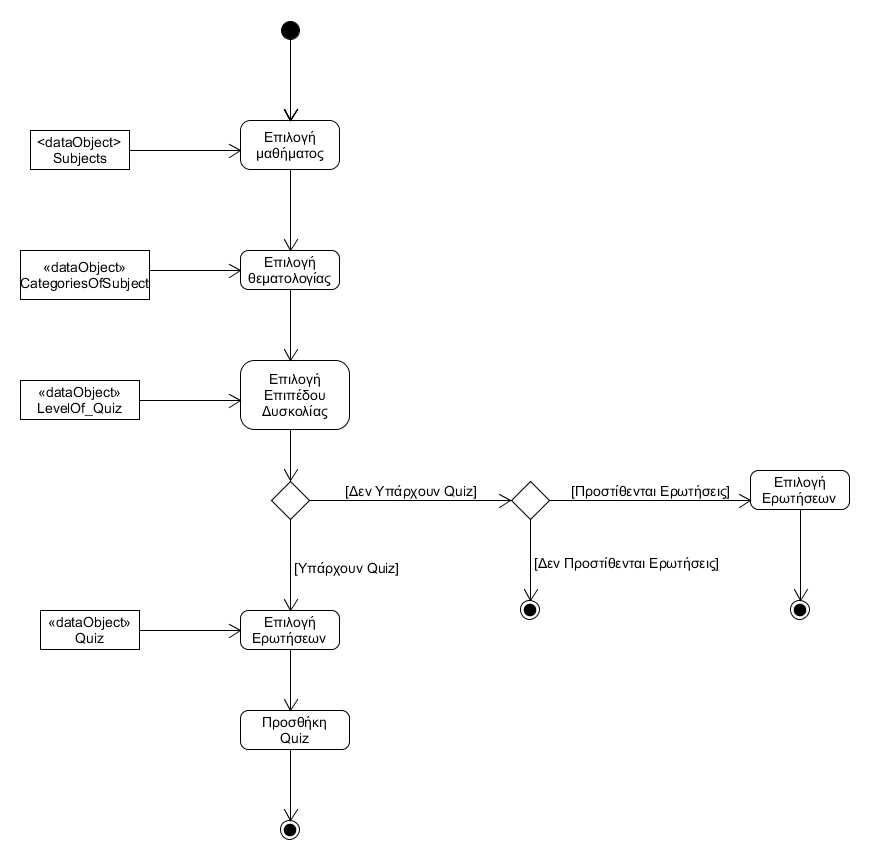 Επιλογή
μαθήματος
<dataObject>
Subjects
Επιλογή
θεματολογίας
«dataObject»
CategoriesOfSubject
Επιλογή
Επιπέδου
Δυσκολίας
«dataObject»
LevelOf_Quiz
[Δεν Υπάρχουν Quiz]
[Προστίθενται Ερωτήσεις]
Επιλογή
Ερωτήσεων
[Υπάρχουν Quiz]
[Δεν Προστίθενται Ερωτήσεις]
«dataObject»
Quiz
Επιλογή
Ερωτήσεων
Προσθήκη
Quiz